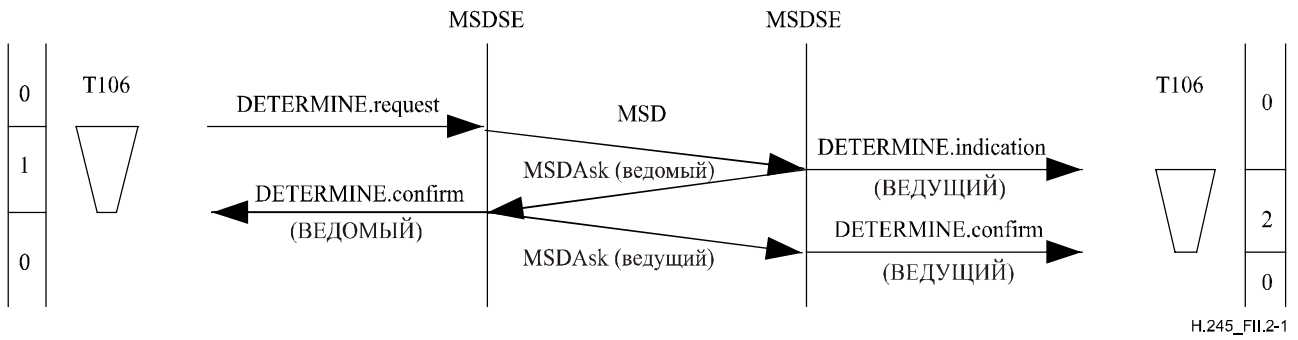 MSDSE
MSDSE
T106
T106
0
0
DETERMINE.request
MSD
1
MSDAsk (ведомый)
DETERMINE.indication
(ВЕДУЩИЙ)
DETERMINE.confirm
(ВЕДОМЫЙ)
DETERMINE.confirm
2
0
MSDAsk (ведущий)
(ВЕДУЩИЙ)
0
H.245_FII.2-1